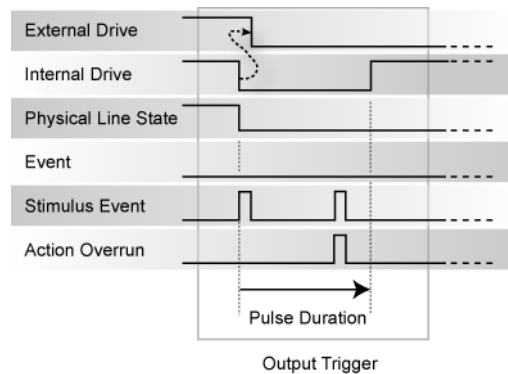 External Drive
Internal Drive
Physical Line State
Event
Stimulus Event
Action Overrun
Pulse Duration
Output Trigger